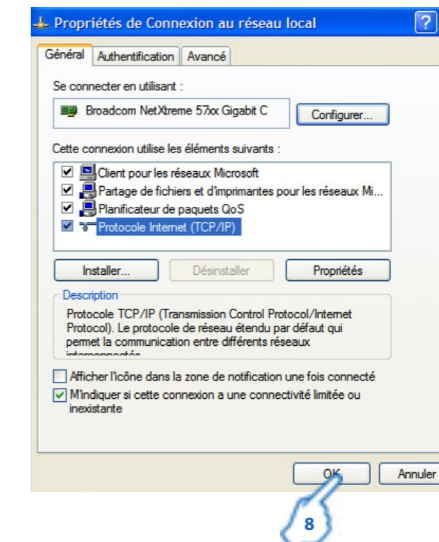 Propriétés de Connexion au réseau local
?
Général Authentification Avancé
Se connecter en utilisant :
Broadcom NetXtreme 57xx Gigabit C
Configurer...
Cette connexion utilise les éléments suivants :
Client pour les réseaux Microsoft
Partage de fichiers et d'imprimantes pour les réseaux Mi...
Planificateur de paquets QoS
Protocole Internet (TCP/IP)
Installer... Désinstaller Propriétés
Description
Protocole TCP/IP (Transmission Control Protocol/Internet
Protocol). Le protocole de réseau étendu par défaut qui
permet la communication entre différents réseaux
interconnectés
Afficher l'icône dans la zone de notification une fois connecté
M'indiquer si cette connexion a une connectivité limitée ou
inexistante
OK Annuler
8